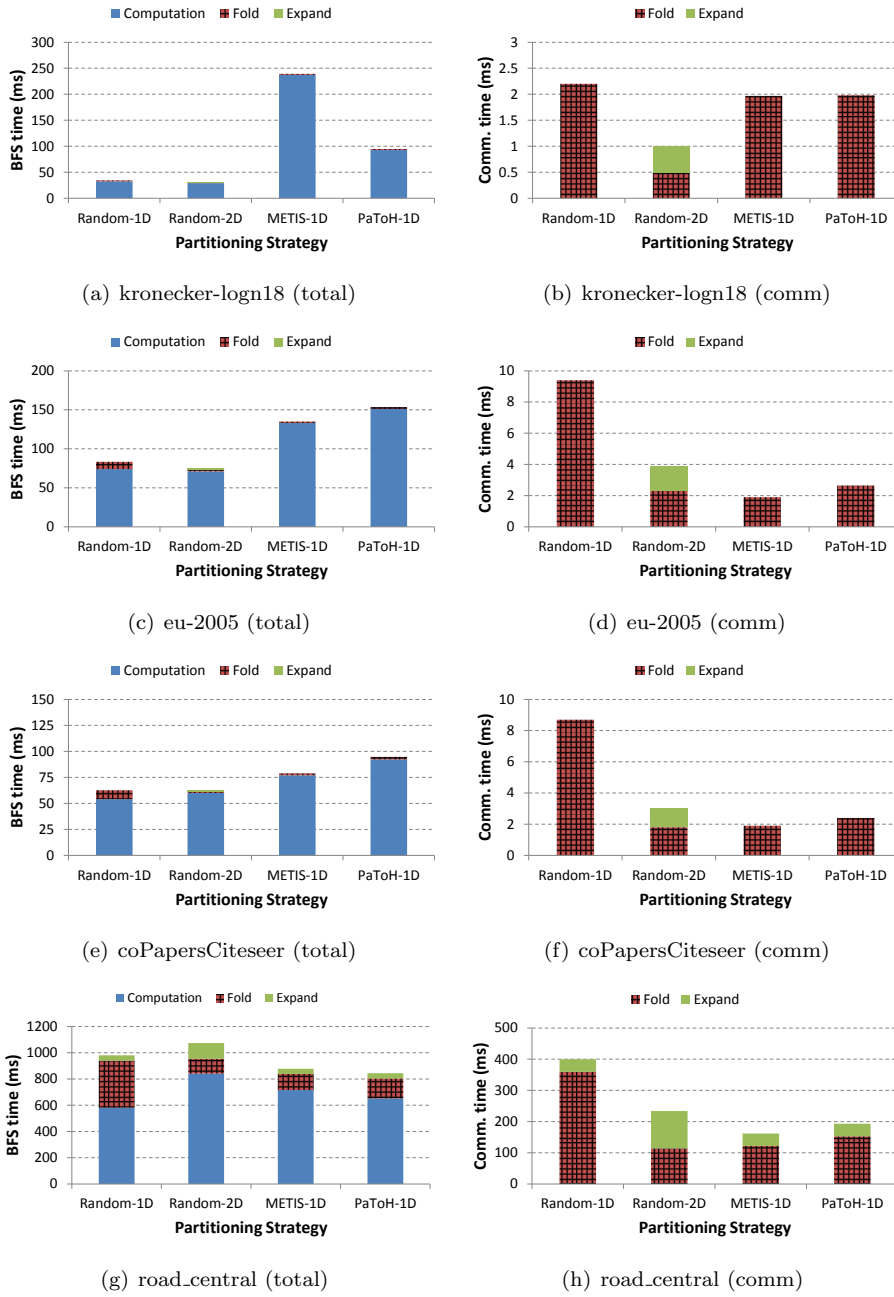 Computation Fold Expand
300
250
200
150
100
50
0
BFS time (ms)
Random-1D Random-2D METIS-1D PaToH-1D
Partitioning Strategy
(a) kronecker-logn18 (total)
Fold Expand
3
2.5
2
1.5
1
0.5
0
Comm. time (ms)
Random-1D Random-2D METIS-1D PaToH-1D
Partitioning Strategy
(b) kronecker-logn18 (comm)
Computation Fold Expand
200
150
100
50
0
BFS time (ms)
Random-1D Random-2D METIS-1D PaToH-1D
Partitioning Strategy
(c) eu-2005 (total)
Fold Expand
10
8
6
4
2
0
Comm. time (ms)
Random-1D Random-2D METIS-1D PaToH-1D
Partitioning Strategy
(d) eu-2005 (comm)
Computation Fold Expand
150
125
100
75
50
25
0
BFS time (ms)
Random-1D Random-2D METIS-1D PaToH-1D
Partitioning Strategy
(e) coPapersCiteseer (total)
Fold Expand
10
8
6
4
2
0
Comm. time (ms)
Random-1D Random-2D METIS-1D PaToH-1D
Partitioning Strategy
(f) coPapersCiteseer (comm)
Computation Fold Expand
1200
1000
800
600
400
200
0
BFS time (ms)
Random-1D Random-2D METIS-1D PaToH-1D
Partitioning Strategy
(g) road_central (total)
Fold Expand
500
400
300
200
100
0
Comm. time (ms)
Random-1D Random-2D METIS-1D PaToH-1D
Partitioning Strategy
(h) road_central (comm)